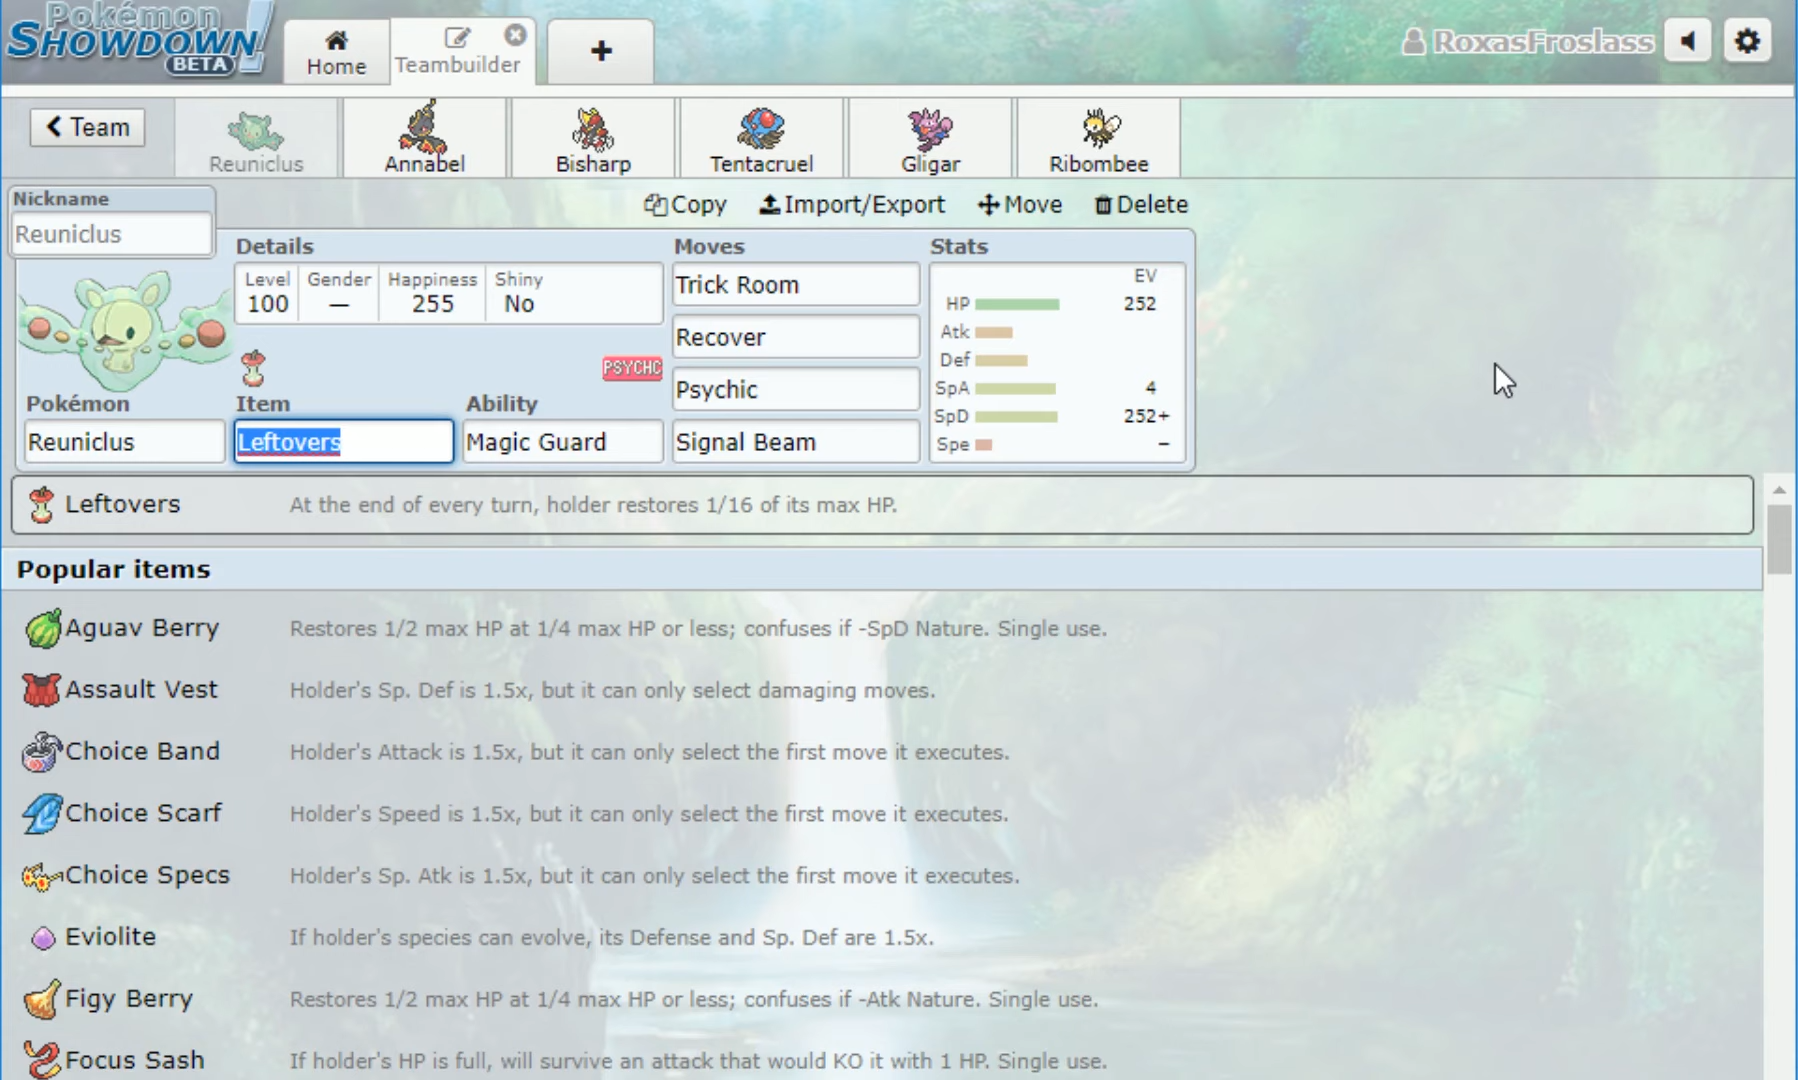 Pokémon
SHOWDOWN!
BETA
Home
Teambuilder
RoxasFroslass
Team
Reuniclus
Annabel
Bisharp
Tentacruel
Gligar
Ribombee
Nickname
Reuniclus
Copy
Import/Export
Move
Delete
Details
Level
100
Gender
—
Happiness
255
Shiny
No
PSYCHC
Pokémon
Reuniclus
Item
Leftovers
Ability
Magic Guard
Moves
Trick Room
Recover
Psychic
Signal Beam
Stats
EV
HP 252
Atk
Def
SpA 4
SpD 252+
Spe –
Leftovers At the end of every turn, holder restores 1/16 of its max HP.
Popular items
Aguav Berry Restores 1/2 max HP at 1/4 max HP or less; confuses if -SpD Nature. Single use.
Assault Vest Holder's Sp. Def is 1.5x, but it can only select damaging moves.
Choice Band Holder's Attack is 1.5x, but it can only select the first move it executes.
Choice Scarf Holder's Speed is 1.5x, but it can only select the first move it executes.
Choice Specs Holder's Sp. Atk is 1.5x, but it can only select the first move it executes.
Eviolite If holder's species can evolve, its Defense and Sp. Def are 1.5x.
Figy Berry Restores 1/2 max HP at 1/4 max HP or less; confuses if -Atk Nature. Single use.
Focus Sash If holder's HP is full, will survive an attack that would KO it with 1 HP. Single use.